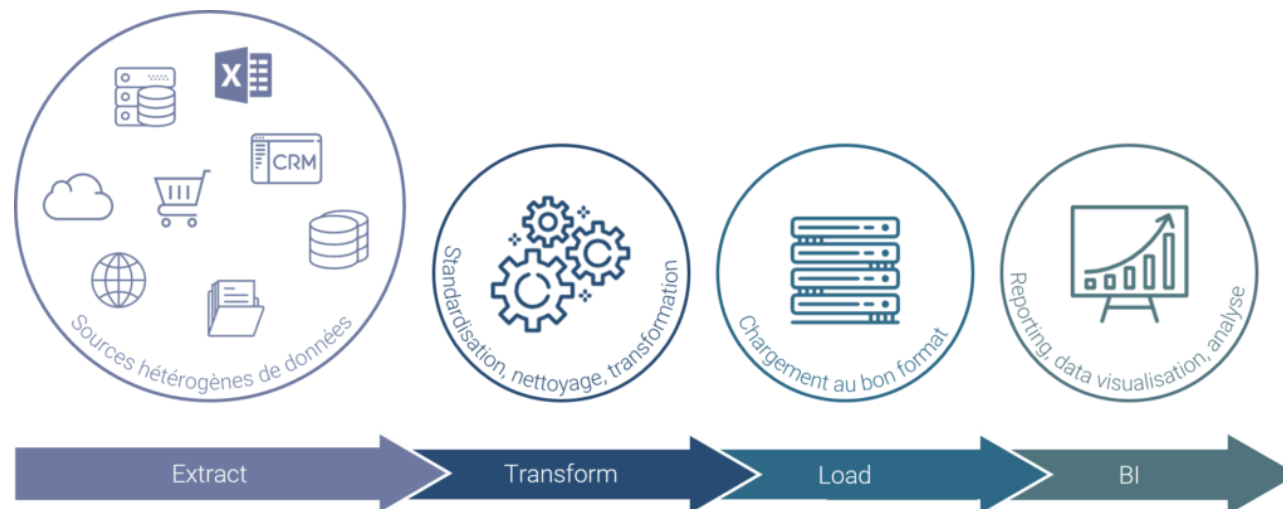 X
CRM
Sources hétérogènes de données
Standardisation, nettoyage, transformation
Chargement au bon format
Reporting, data visualisation, analyse
Extract
Transform
Load
BI